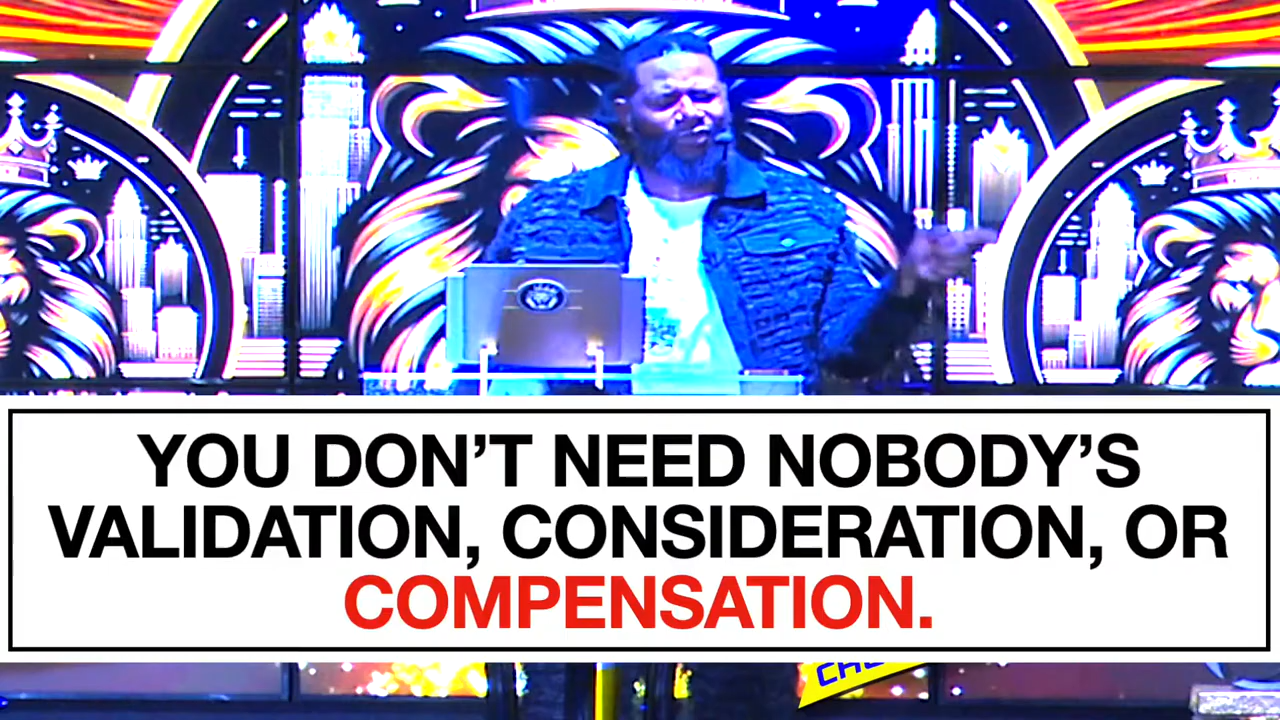 YOU DON’T NEED NOBODY’S
VALIDATION, CONSIDERATION, OR
COMPENSATION.